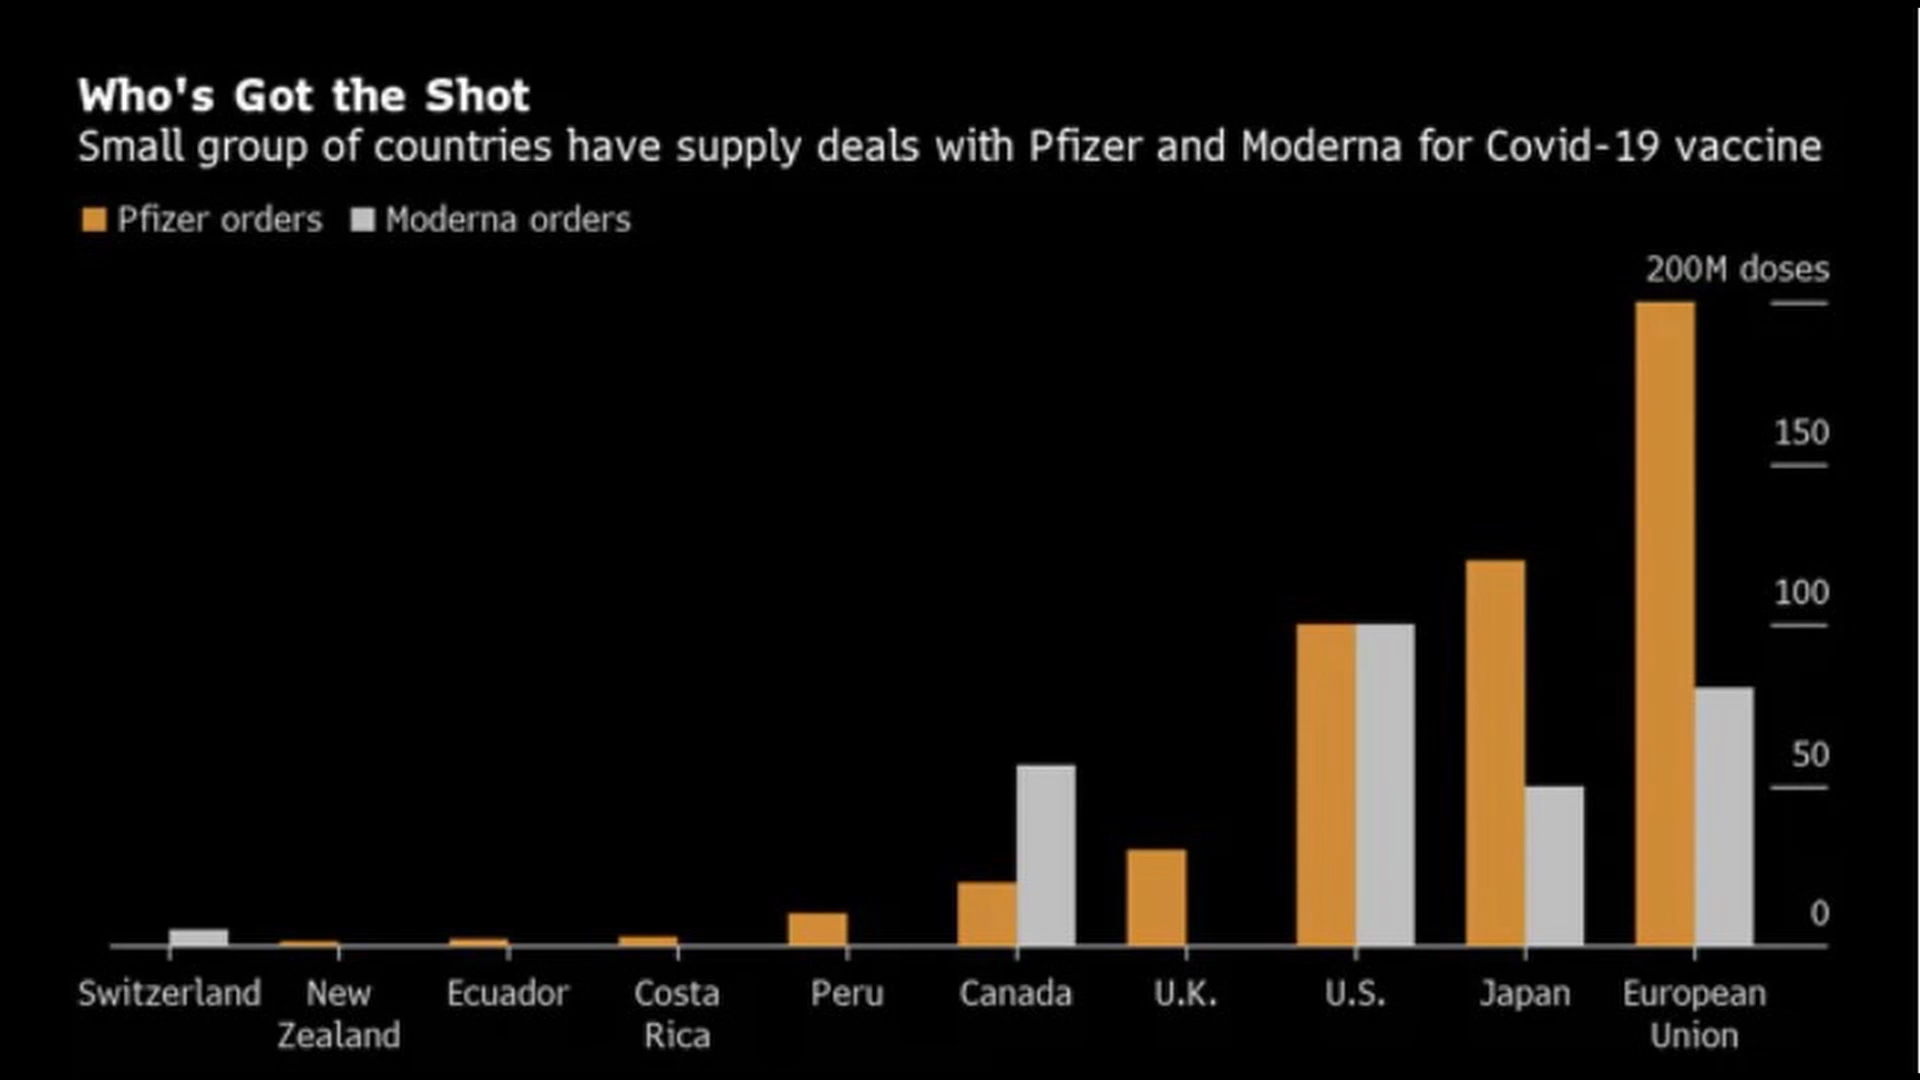 Who's Got the Shot
Small group of countries have supply deals with Pfizer and Moderna for Covid-19 vaccine
Pfizer orders Moderna orders
200M doses
150
100
50
0
Switzerland New Zealand Ecuador Costa Rica Peru Canada U.K. U.S. Japan European Union